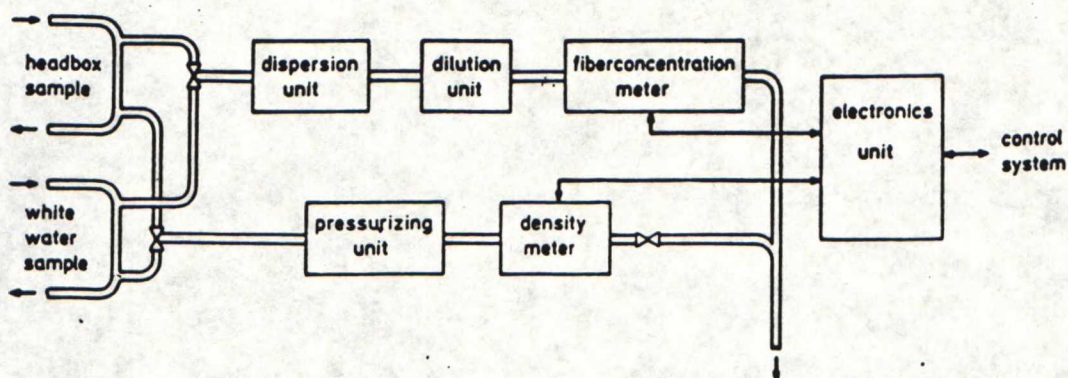 headbox
sample
dispersion
unit
dilution
unit
fiberconcentration
meter
electronics
unit
control
system
white
water
sample
pressurizing
unit
density
meter